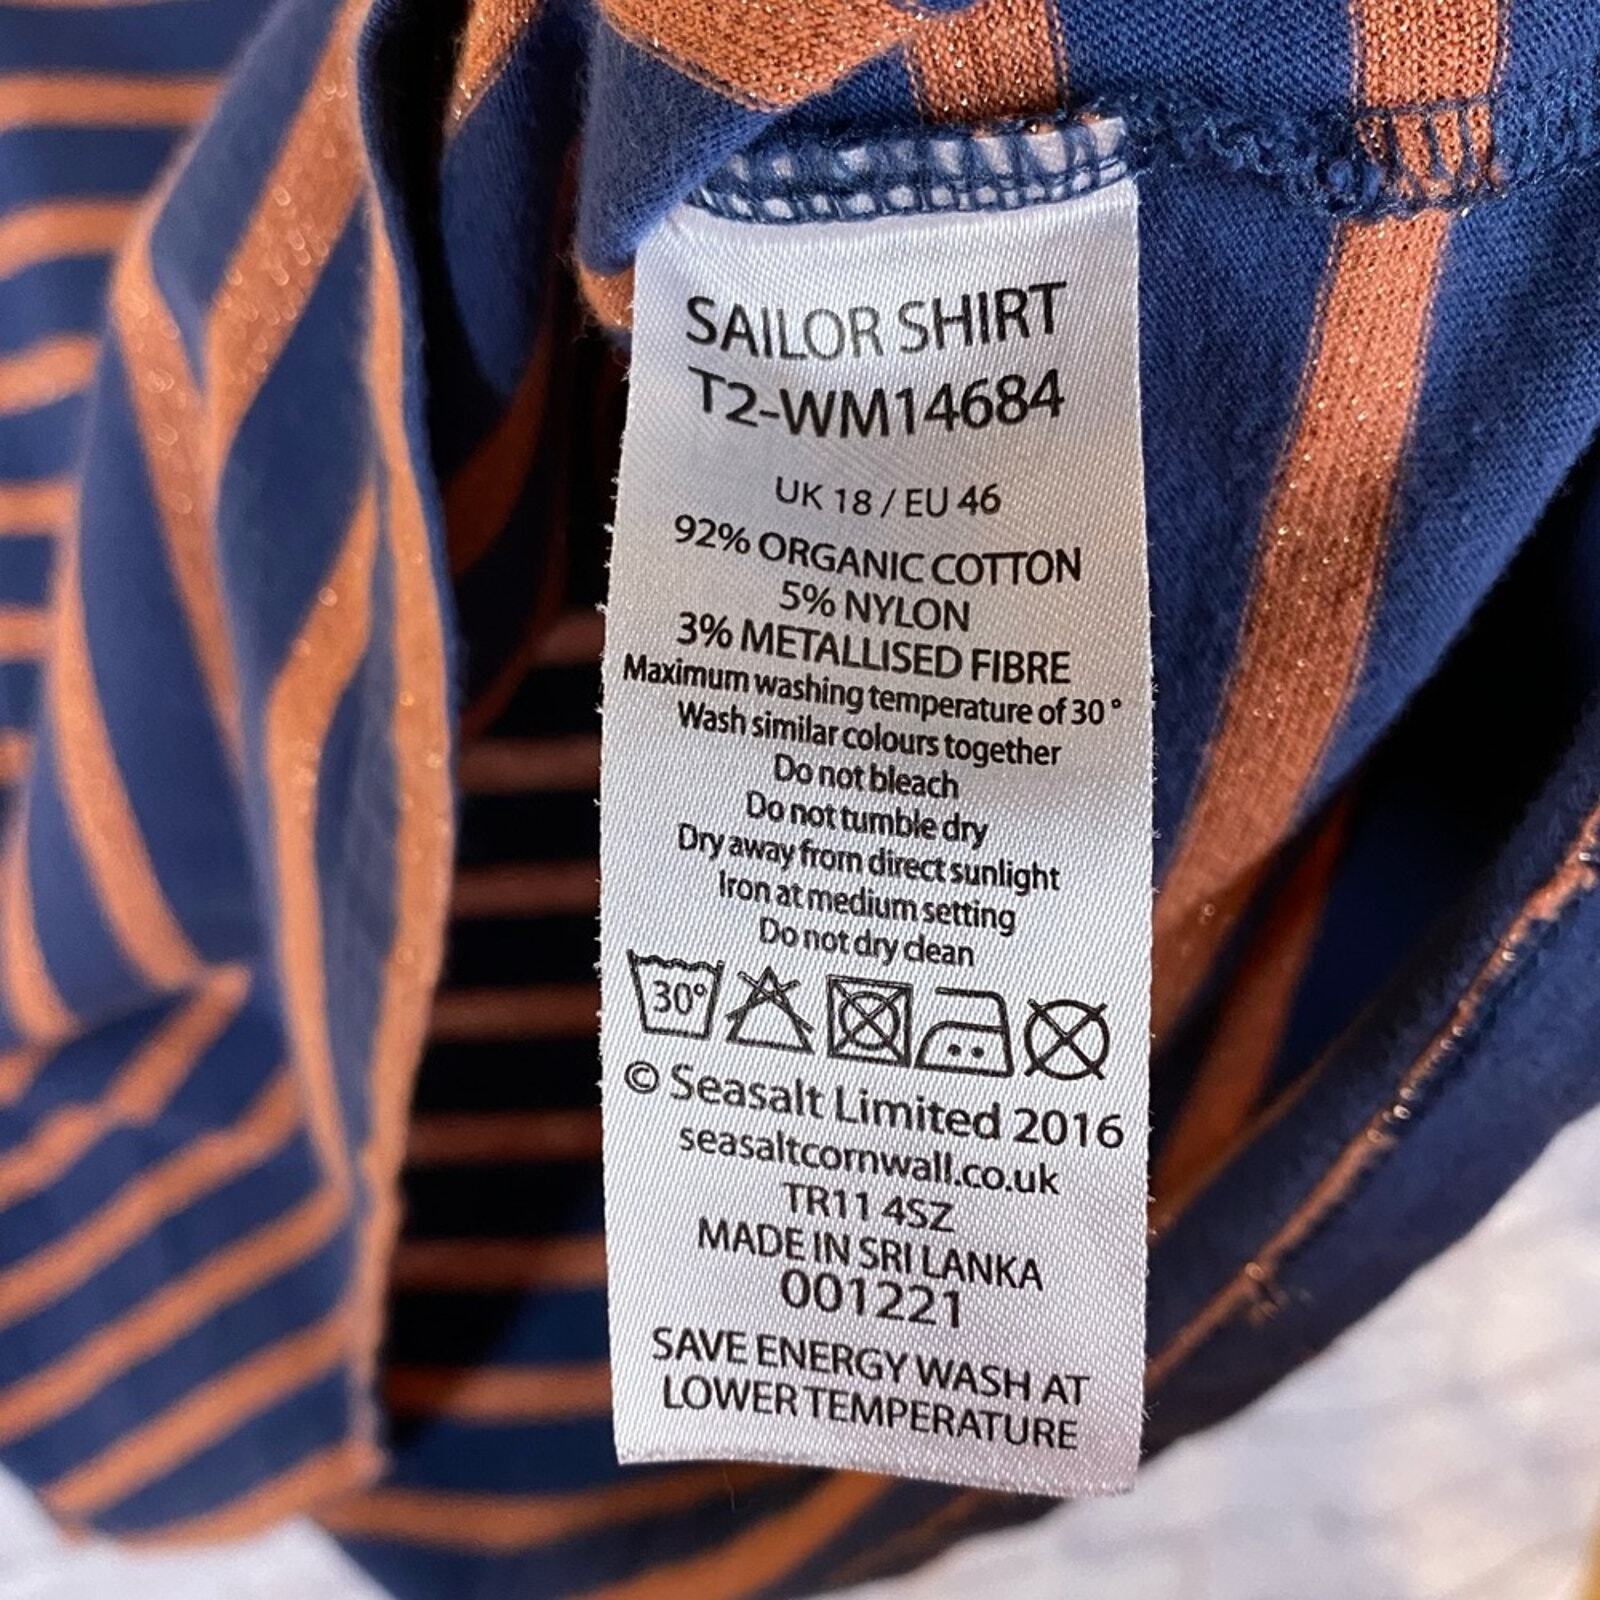 SAILOR SHIRT
T2-WM14684
UK 18 / EU 46
92% ORGANIC COTTON
5% NYLON
3% METALLISED FIBRE
Maximum washing temperature of 30°
Wash similar colours together
Do not bleach
Do not tumble dry
Dry away from direct sunlight
Iron at medium setting
Do not dry clean
30°
© Seasalt Limited 2016
seasaltcornwall.co.uk
TR11 4SZ
MADE IN SRI LANKA
001221
SAVE ENERGY WASH AT
LOWER TEMPERATURE